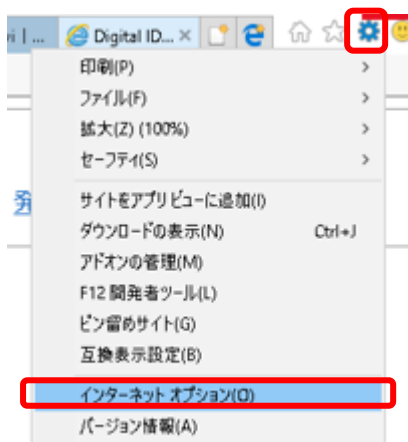 vi | ...
Digital ID... ×
印刷(P)
ファイル(F)
拡大(Z) (100%)
セーフティ(S)
発
サイトをアプリ ビューに追加(I)
ダウンロードの表示(N) Ctrl+J
アドオンの管理(M)
F12 開発者ツール(L)
ピン留めサイト(G)
互換表示設定(B)
インターネット オプション(O)
バージョン情報(A)